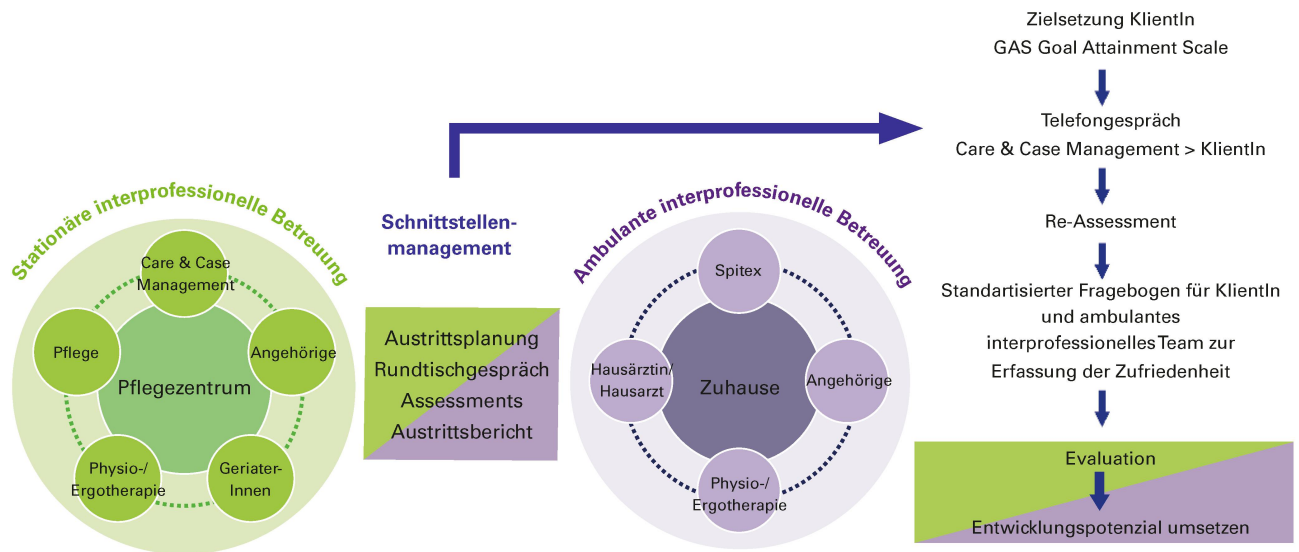 Stationäre interprofessionelle Betreuung
Care & Case
Management
Pflege
Angehörige
Pflegezentrum
Physio-/
Ergotherapie
Geriater-
Innen
Schnittstellen-
management
Austrittsplanung
Rundtischgespräch
Assessments
Austrittsbericht
Ambulante interprofessionelle Betreuung
Spitex
Hausärztin/
Hausarzt
Zuhause
Angehörige
Physio-/
Ergotherapie
Zielsetzung KlientIn
GAS Goal Attainment Scale
Telefongespräch
Care & Case Management > KlientIn
Re-Assessment
Standartisierter Fragebogen für KlientIn
und ambulantes
interprofessionelles Team zur
Erfassung der Zufriedenheit
Evaluation
Entwicklungspotenzial umsetzen